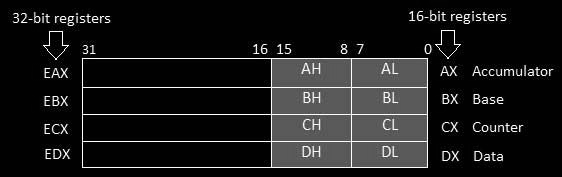 32-bit registers 16-bit registers
31 16 15 8 7 0
EAX AH AL AX Accumulator
EBX BH BL BX Base
ECX CH CL CX Counter
EDX DH DL DX Data